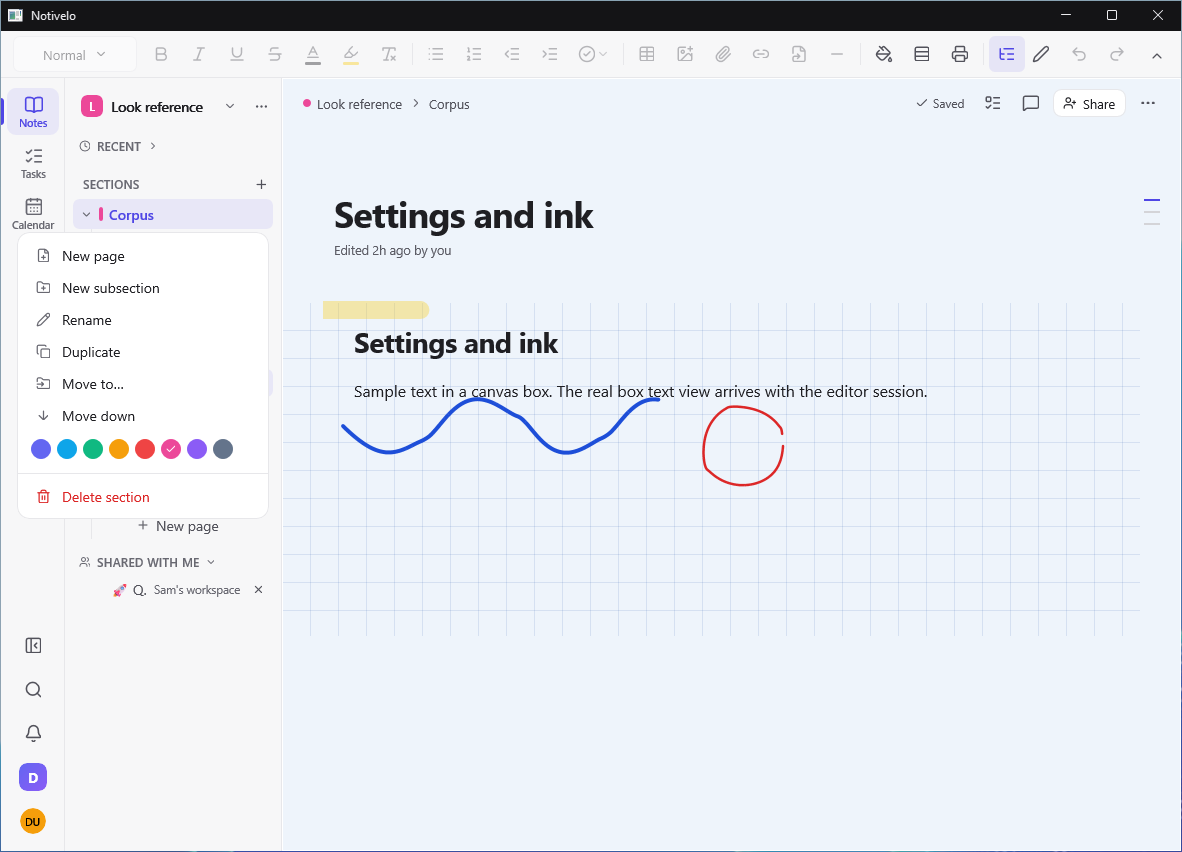 Notivelo
Normal
Notes
Tasks
Calendar
L Look reference
RECENT
SECTIONS
Corpus
New page
New subsection
Rename
Duplicate
Move to...
Move down
Delete section
New page
SHARED WITH ME
Q. Sam's workspace
D
DU
Look reference > Corpus
Saved
Share
Settings and ink
Edited 2h ago by you
Settings and ink
Sample text in a canvas box. The real box text view arrives with the editor session.